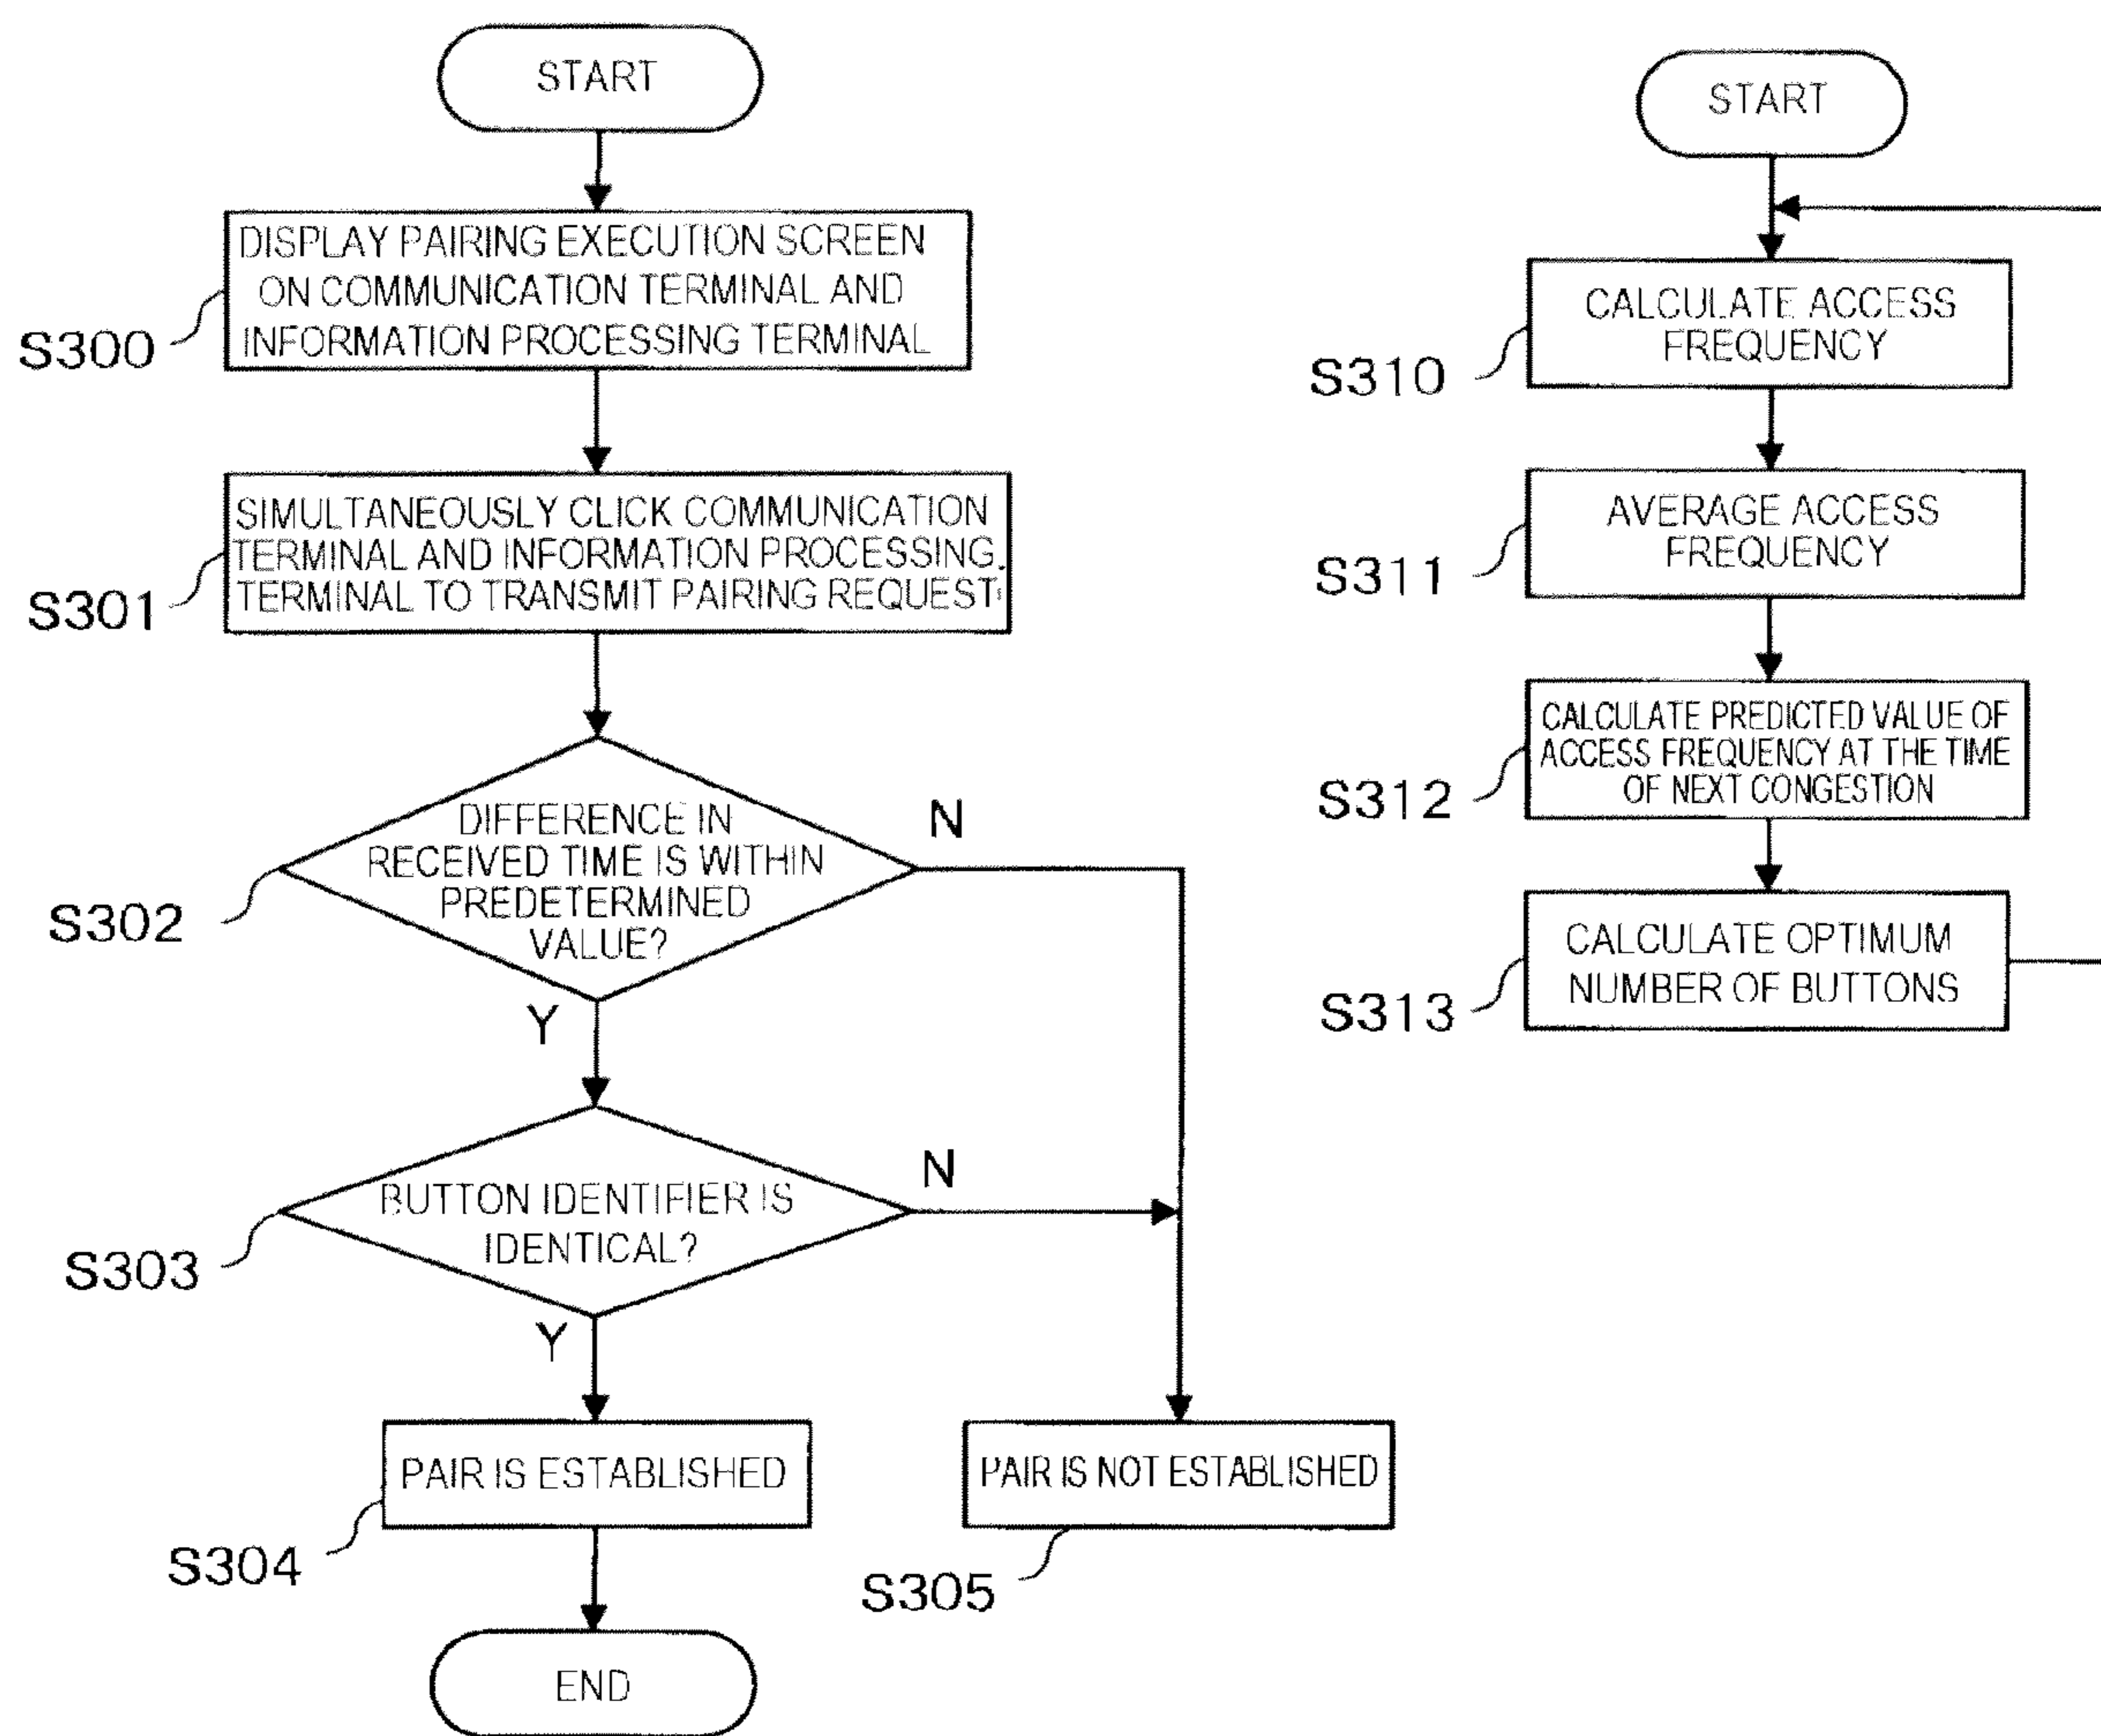 START
DISPLAY PAIRING EXECUTION SCREEN
ON COMMUNICATION TERMINAL AND
INFORMATION PROCESSING TERMINAL
S300
SIMULTANEOUSLY CLICK COMMUNICATION
TERMINAL AND INFORMATION PROCESSING
TERMINAL TO TRANSMIT PAIRING REQUEST
S301
DIFFERENCE IN
RECEIVED TIME IS WITHIN
PREDETERMINED
VALUE?
N
S302
Y
BUTTON IDENTIFIER IS
IDENTICAL?
N
S303
Y
PAIR IS ESTABLISHED
S304
PAIR IS NOT ESTABLISHED
S305
END
START
CALCULATE ACCESS
FREQUENCY
S310
AVERAGE ACCESS
FREQUENCY
S311
CALCULATE PREDICTED VALUE OF
ACCESS FREQUENCY AT THE TIME
OF NEXT CONGESTION
S312
CALCULATE OPTIMUM
NUMBER OF BUTTONS
S313